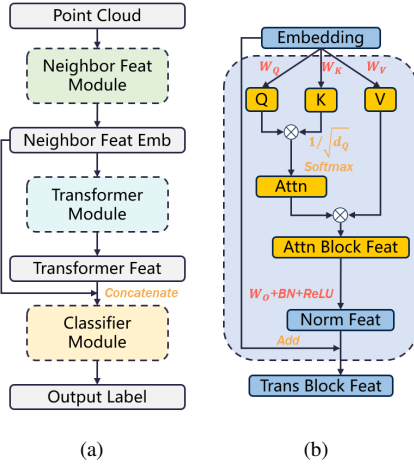 Point Cloud
Neighbor Feat
Module
Neighbor Feat Emb
Transformer
Module
Transformer Feat
Concatenate
Classifier
Module
Output Label
(a)
Embedding
W_Q W_K W_V
Q K V
1/√d_Q
Softmax
Attn
Attn Block Feat
W_O+BN+ReLU
Norm Feat
Add
Trans Block Feat
(b)